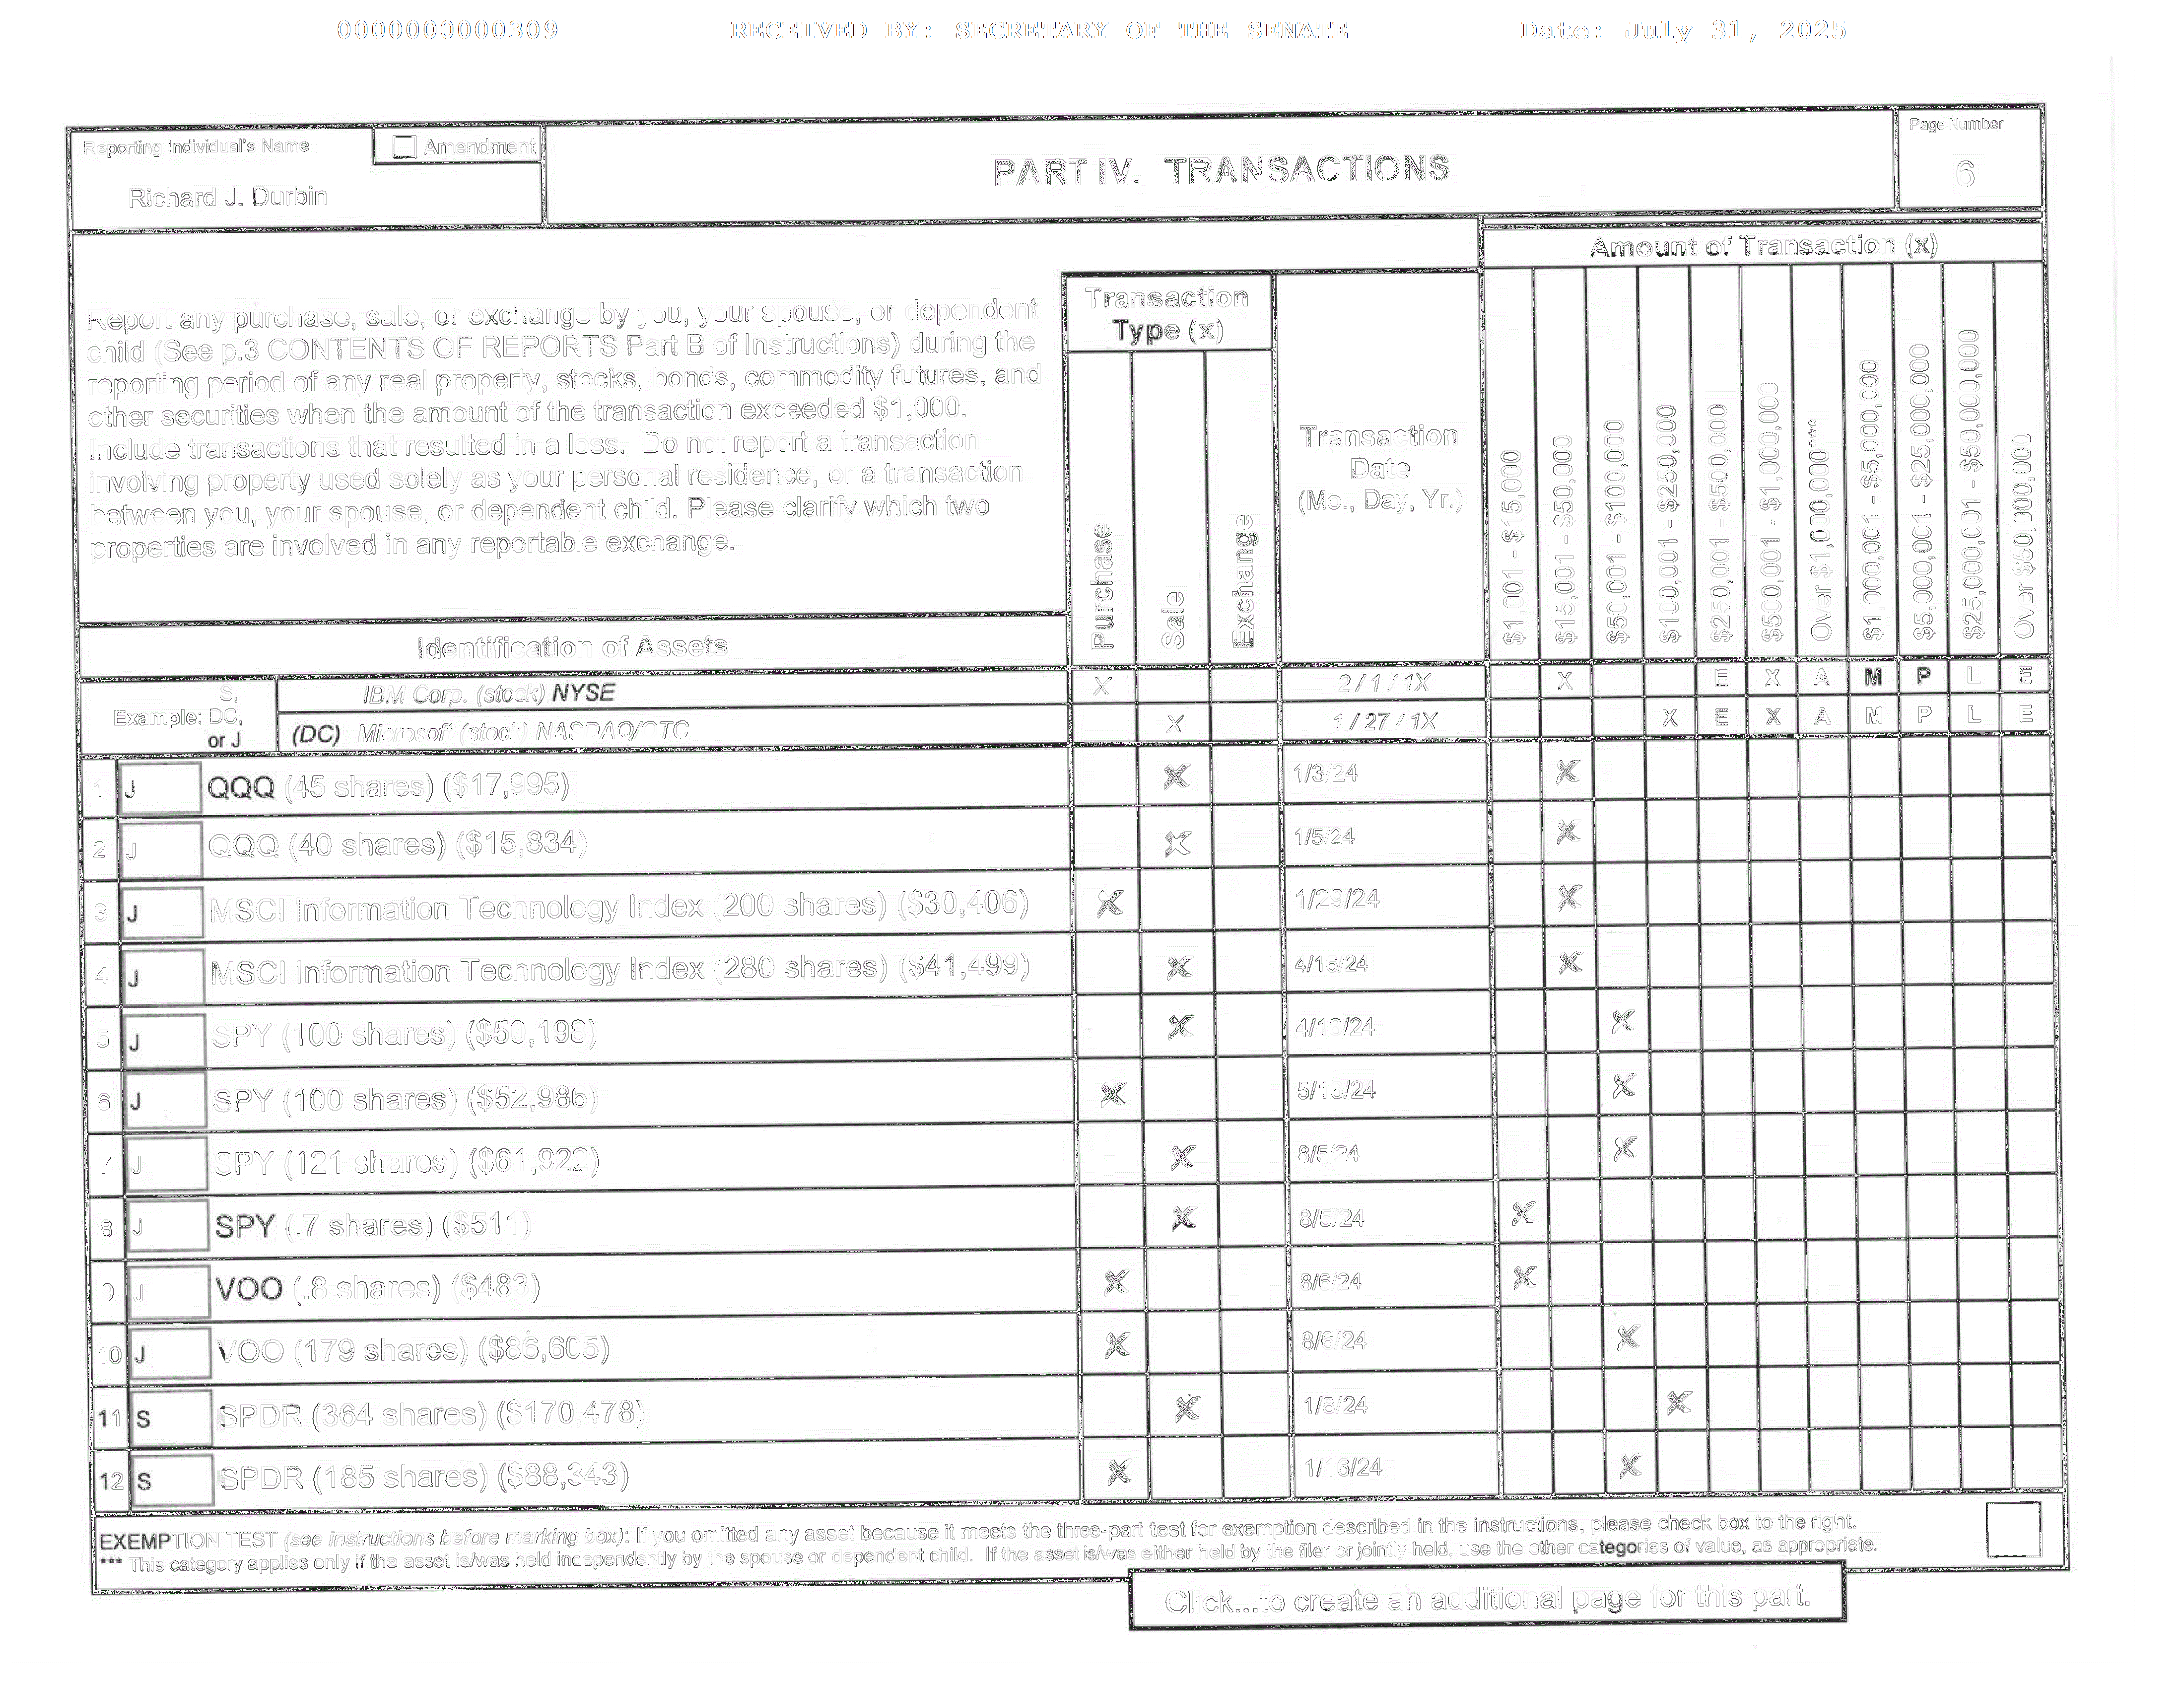 0000000000309 RECEIVED BY: SECRETARY OF THE SENATE Date: July 31, 2025
Reporting Individual's Name
Amendment
Richard J. Durbin
PART IV. TRANSACTIONS
Page Number
6
Report any purchase, sale, or exchange by you, your spouse, or dependent
child (See p.3 CONTENTS OF REPORTS Part B of Instructions) during the
reporting period of any real property, stocks, bonds, commodity futures, and
other securities when the amount of the transaction exceeded $1,000.
Include transactions that resulted in a loss. Do not report a transaction
involving property used solely as your personal residence, or a transaction
between you, your spouse, or dependent child. Please clarify which two
properties are involved in any reportable exchange.
Identification of Assets
Transaction
Type (x)
Purchase
Sale
Exchange
Transaction
Date
(Mo., Day, Yr.)
Amount of Transaction (x)
$1,001 - $15,000
$15,001 - $50,000
$50,001 - $100,000
$100,001 - $250,000
$250,001 - $500,000
$500,001 - $1,000,000
Over $1,000,000***
$1,000,001 - $5,000,000
$5,000,001 - $25,000,000
$25,000,001 - $50,000,000
Over $50,000,000
Example: S, DC, or J
IBM Corp. (stock) NYSE X 2/1/1X X E X A M P L E
(DC) Microsoft (stock) NASDAQ/OTC X 1/27/1X X E X A M P L E
1 J QQQ (45 shares) ($17,995) X 1/3/24 X
2 J QQQ (40 shares) ($15,834) X 1/5/24 X
3 J MSCI Information Technology Index (200 shares) ($30,406) X 1/29/24 X
4 J MSCI Information Technology Index (280 shares) ($41,499) X 4/18/24 X
5 J SPY (100 shares) ($50,198) X 4/18/24 X
6 J SPY (100 shares) ($52,986) X 5/16/24 X
7 J SPY (121 shares) ($61,922) X 8/5/24 X
8 J SPY (.7 shares) ($511) X 8/5/24 X
9 J VOO (.8 shares) ($483) X 8/6/24 X
10 J VOO (179 shares) ($86,605) X 8/6/24 X
11 S SPDR (364 shares) ($170,478) X 1/8/24 X
12 S SPDR (185 shares) ($88,343) X 1/16/24 X
EXEMPTION TEST (see instructions before marking box): If you omitted any asset because it meets the three-part test for exemption described in the instructions, please check box to the right.
*** This category applies only if the asset is/was held independently by the spouse or dependent child. If the asset is/was either held by the filer or jointly held, use the other categories of value, as appropriate.
Click...to create an additional page for this part.